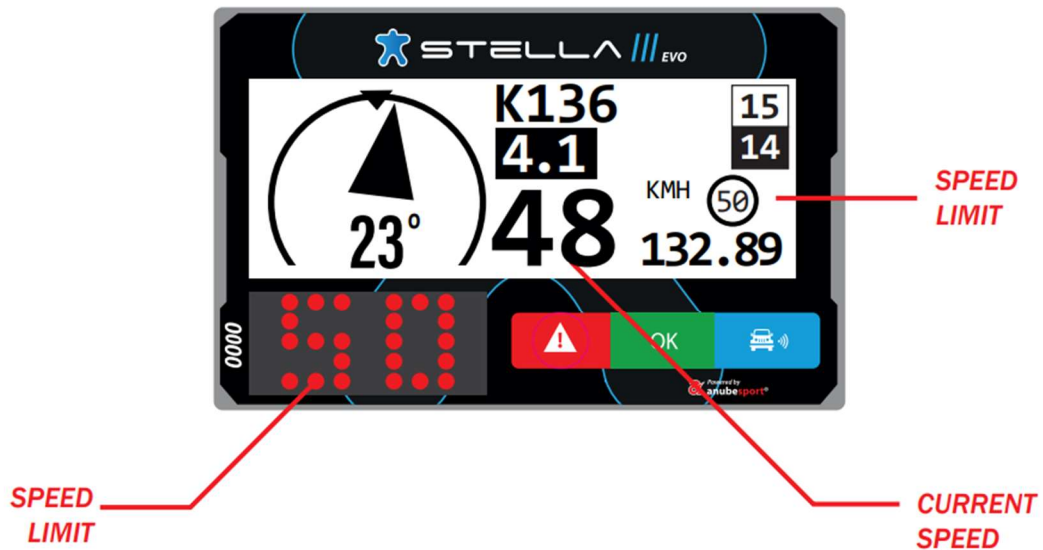 STELLA III EVO
K136
15
4.1
14
KMH 50
48
23°
132.89
SPEED
LIMIT
0000
50
OK
Powered by
anubesport®
SPEED
LIMIT
CURRENT
SPEED